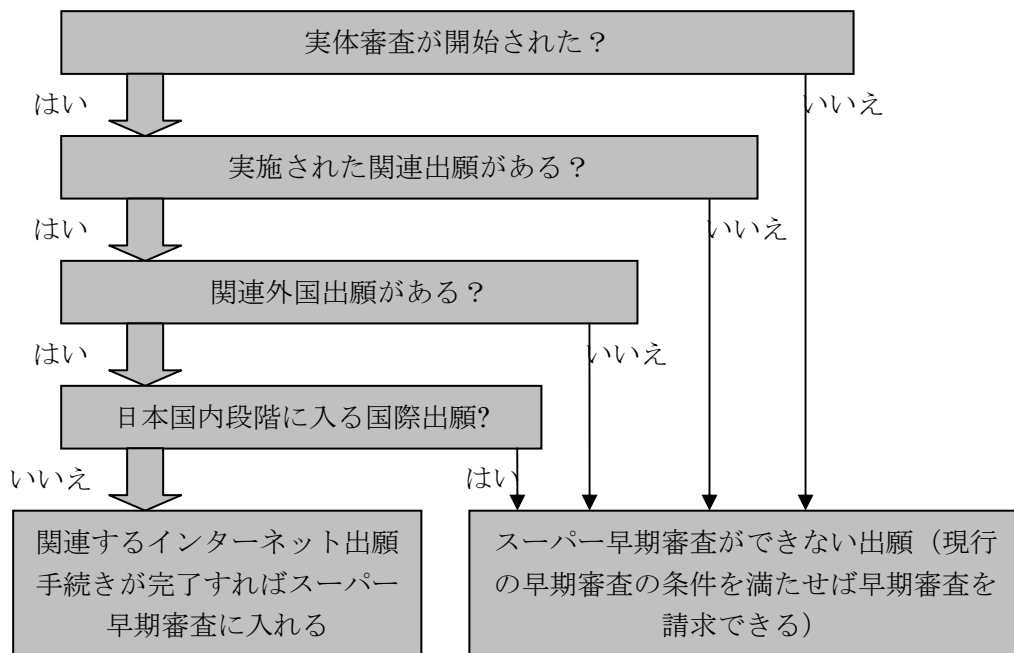 実体審査が開始された？
はい
いいえ
実施された関連出願がある？
はい
いいえ
関連外国出願がある？
はい
いいえ
日本国内段階に入る国際出願?
いいえ
はい
関連するインターネット出願
手続きが完了すればスーパー
早期審査に入れる
スーパー早期審査ができない出願（現行
の早期審査の条件を満たせば早期審査を
請求できる）